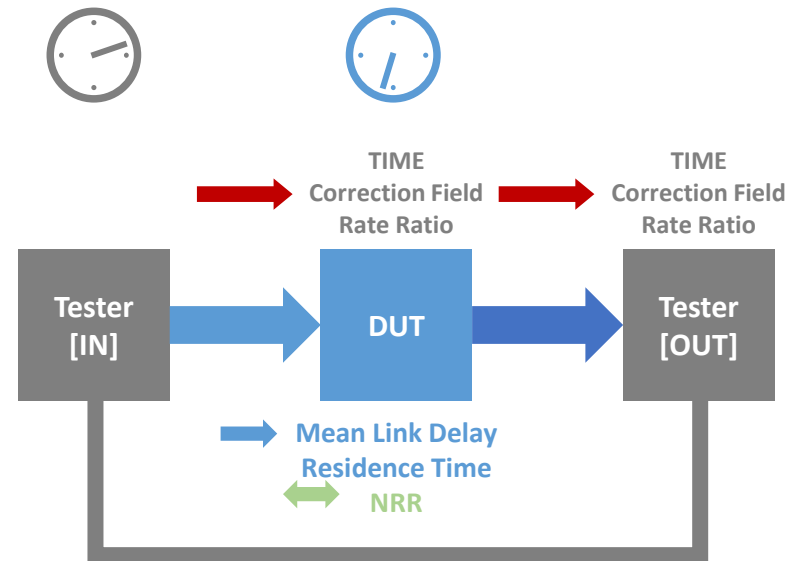 TIME
Correction Field
Rate Ratio
TIME
Correction Field
Rate Ratio
Tester
[IN]
DUT
Tester
[OUT]
Mean Link Delay
Residence Time
NRR